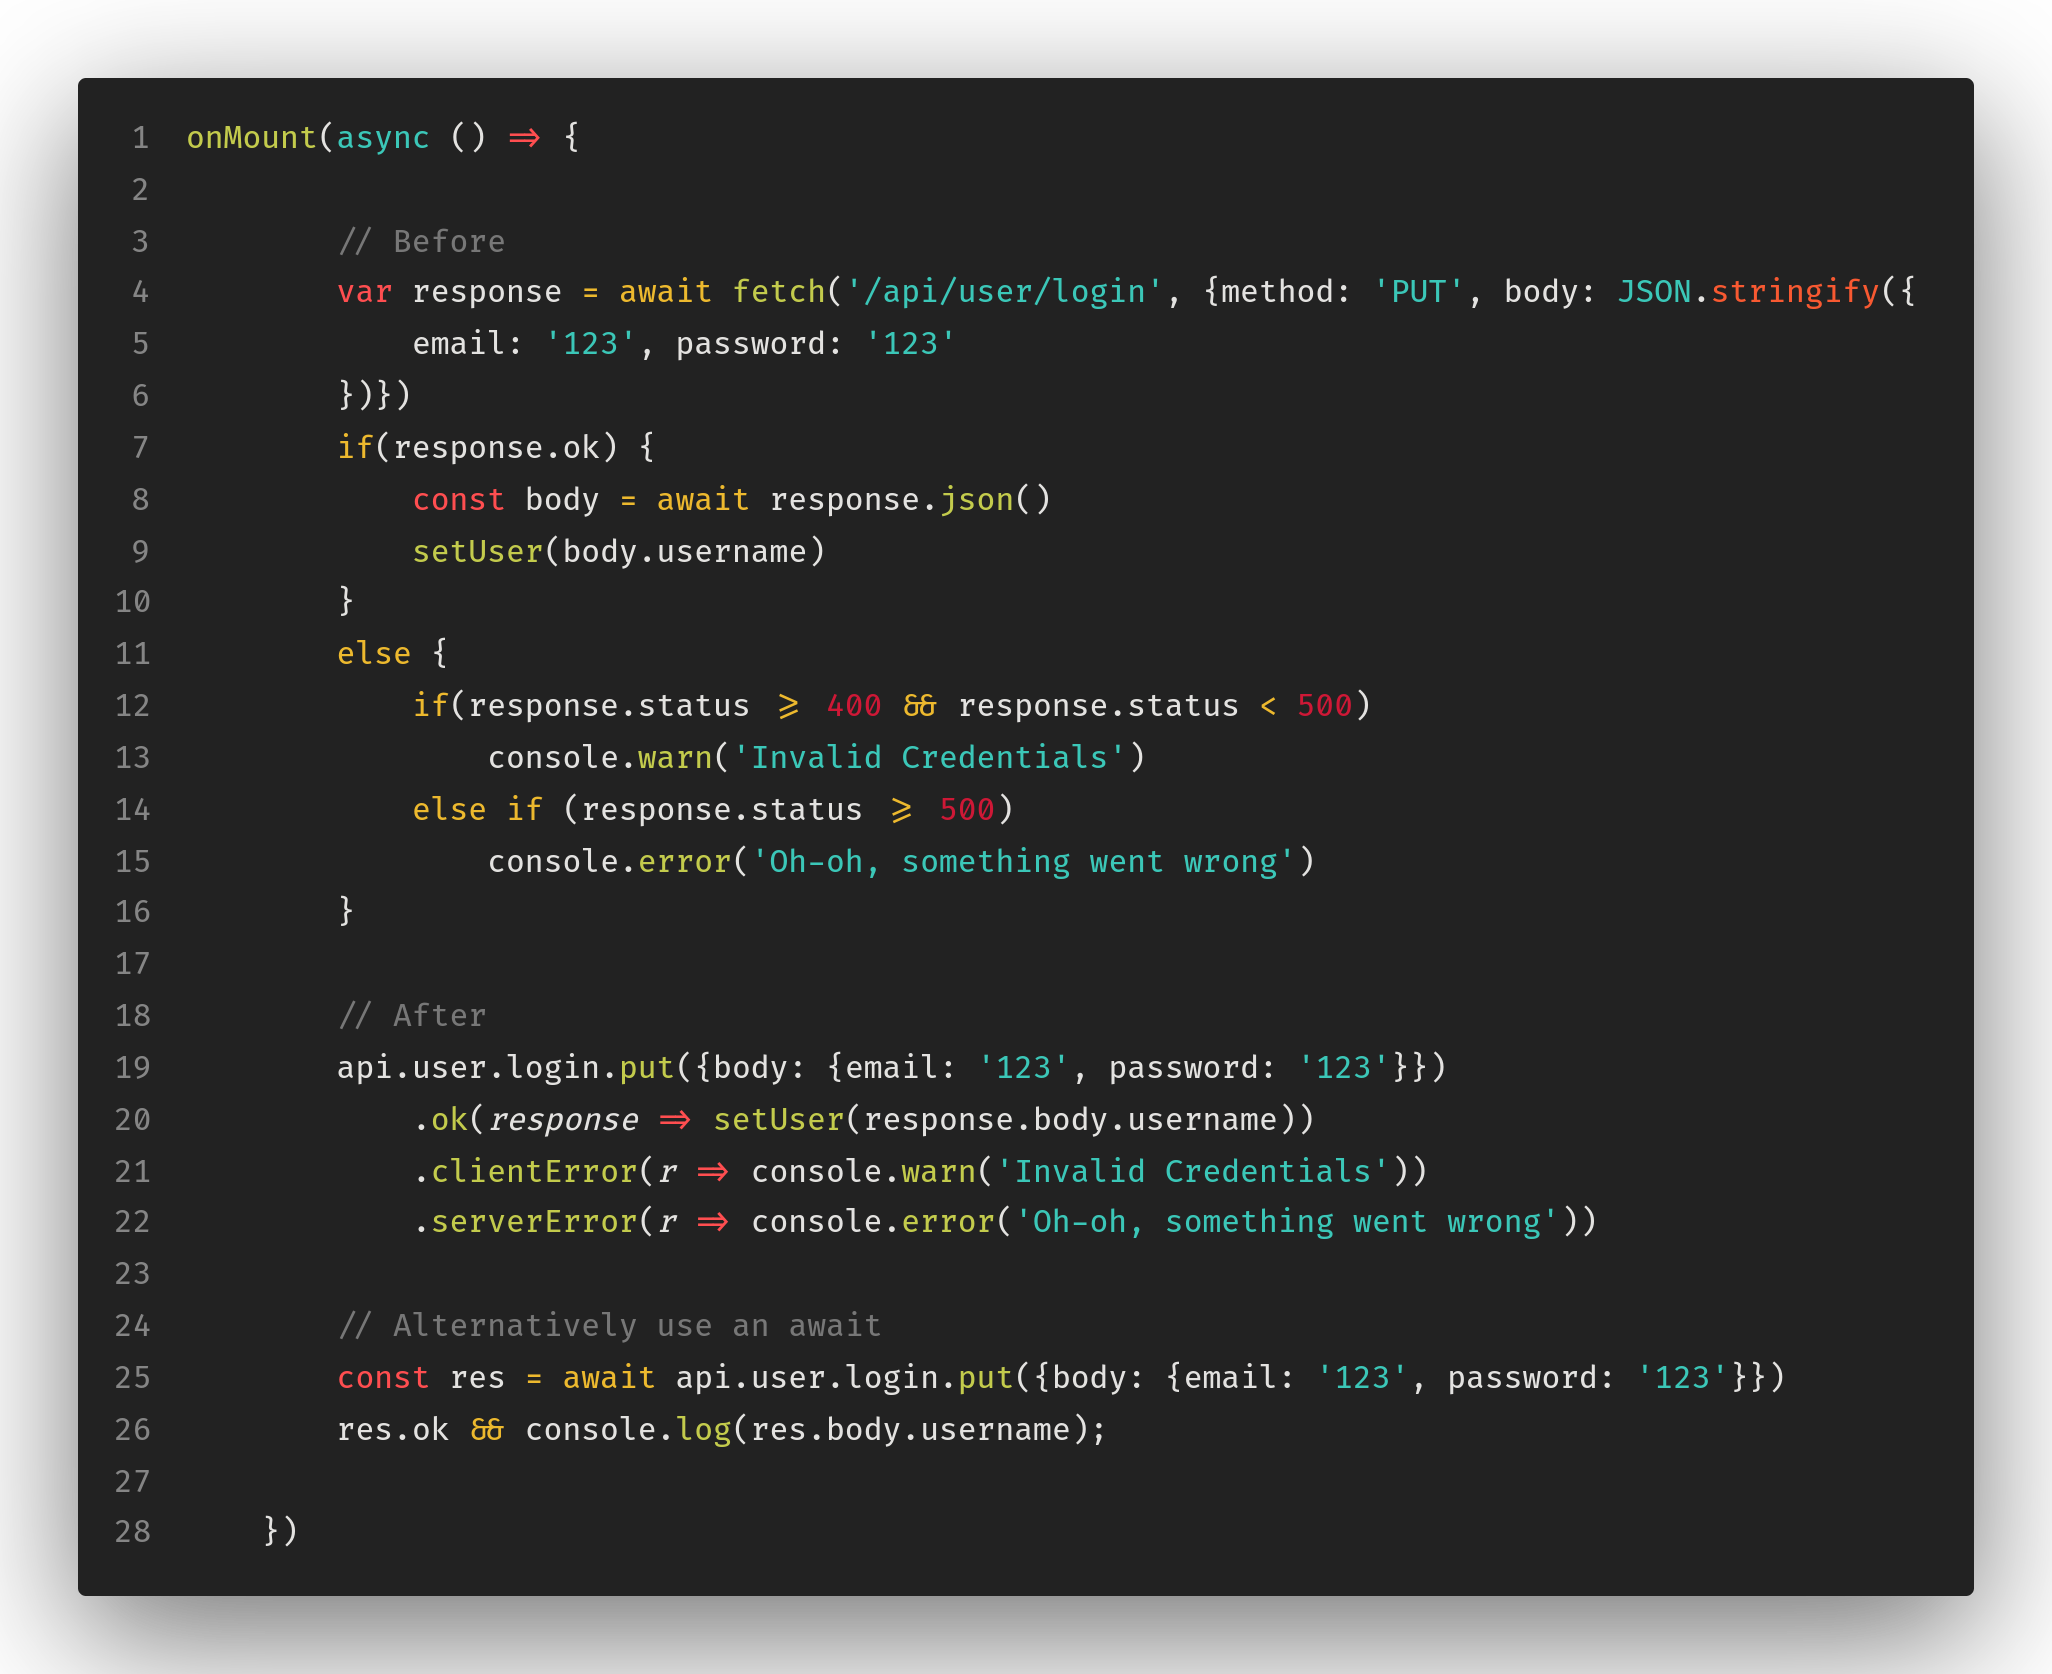 1 onMount(async () => {
2
3 // Before
4 var response = await fetch('/api/user/login', {method: 'PUT', body: JSON.stringify({
5 email: '123', password: '123'
6 })})
7 if(response.ok) {
8 const body = await response.json()
9 setUser(body.username)
10 }
11 else {
12 if(response.status >= 400 && response.status < 500)
13 console.warn('Invalid Credentials')
14 else if (response.status >= 500)
15 console.error('Oh-oh, something went wrong')
16 }
17
18 // After
19 api.user.login.put({body: {email: '123', password: '123'}})
20 .ok(response => setUser(response.body.username))
21 .clientError(r => console.warn('Invalid Credentials'))
22 .serverError(r => console.error('Oh-oh, something went wrong'))
23
24 // Alternatively use an await
25 const res = await api.user.login.put({body: {email: '123', password: '123'}})
26 res.ok && console.log(res.body.username);
27
28 })